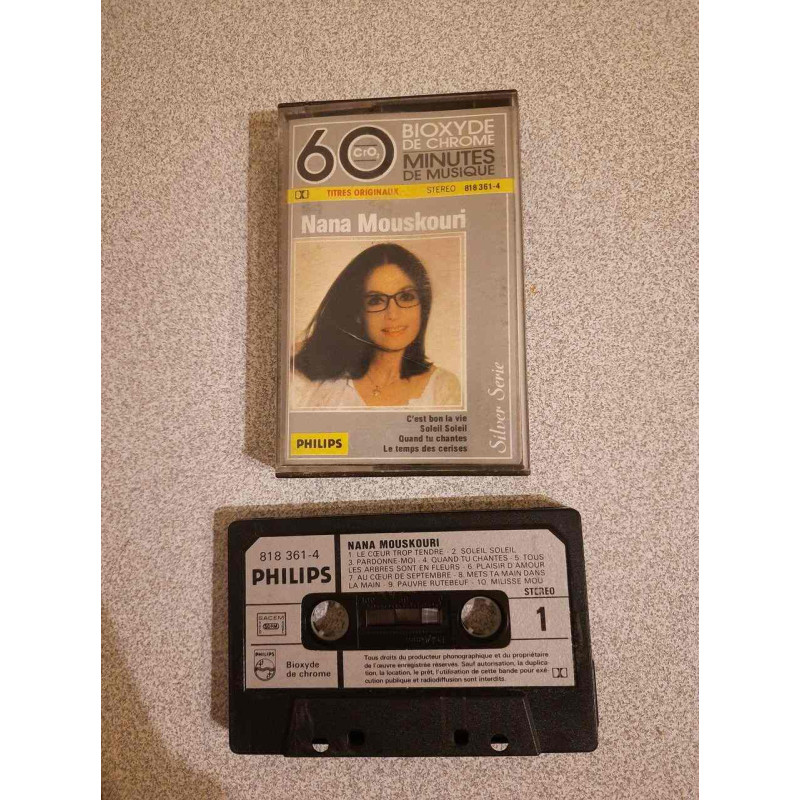 60
CrO₂
BIOXYDE
DE CHROME
MINUTES
DE MUSIQUE
TITRES ORIGINAUX
STEREO 818 361-4
Nana Mouskouri
C'est bon la vie
Soleil Soleil
Quand tu chantes
Le temps des cerises
PHILIPS
Silver Serie
818 361-4
PHILIPS
NANA MOUSKOURI
1. LE CŒUR TROP TENDRE - 2. SOLEIL SOLEIL
3. PARDONNE-MOI - 4. QUAND TU CHANTES - 5. TOUS
LES ARBRES SONT EN FLEURS - 6. PLAISIR D'AMOUR
7. AU CŒUR DE SEPTEMBRE - 8. METS TA MAIN DANS
LA MAIN - 9. PAUVRE RUTEBEUF - 10. MILISSE MOU
STEREO
1
SACEM
PHILIPS
Bioxyde
de chrome
Tous droits du producteur phonographique et du propriétaire
de l'œuvre enregistrée réservés. Sauf autorisation, la duplica-
tion, la location, le prêt, l'utilisation de cette bande pour exé-
cution publique et radiodiffusion sont interdits.